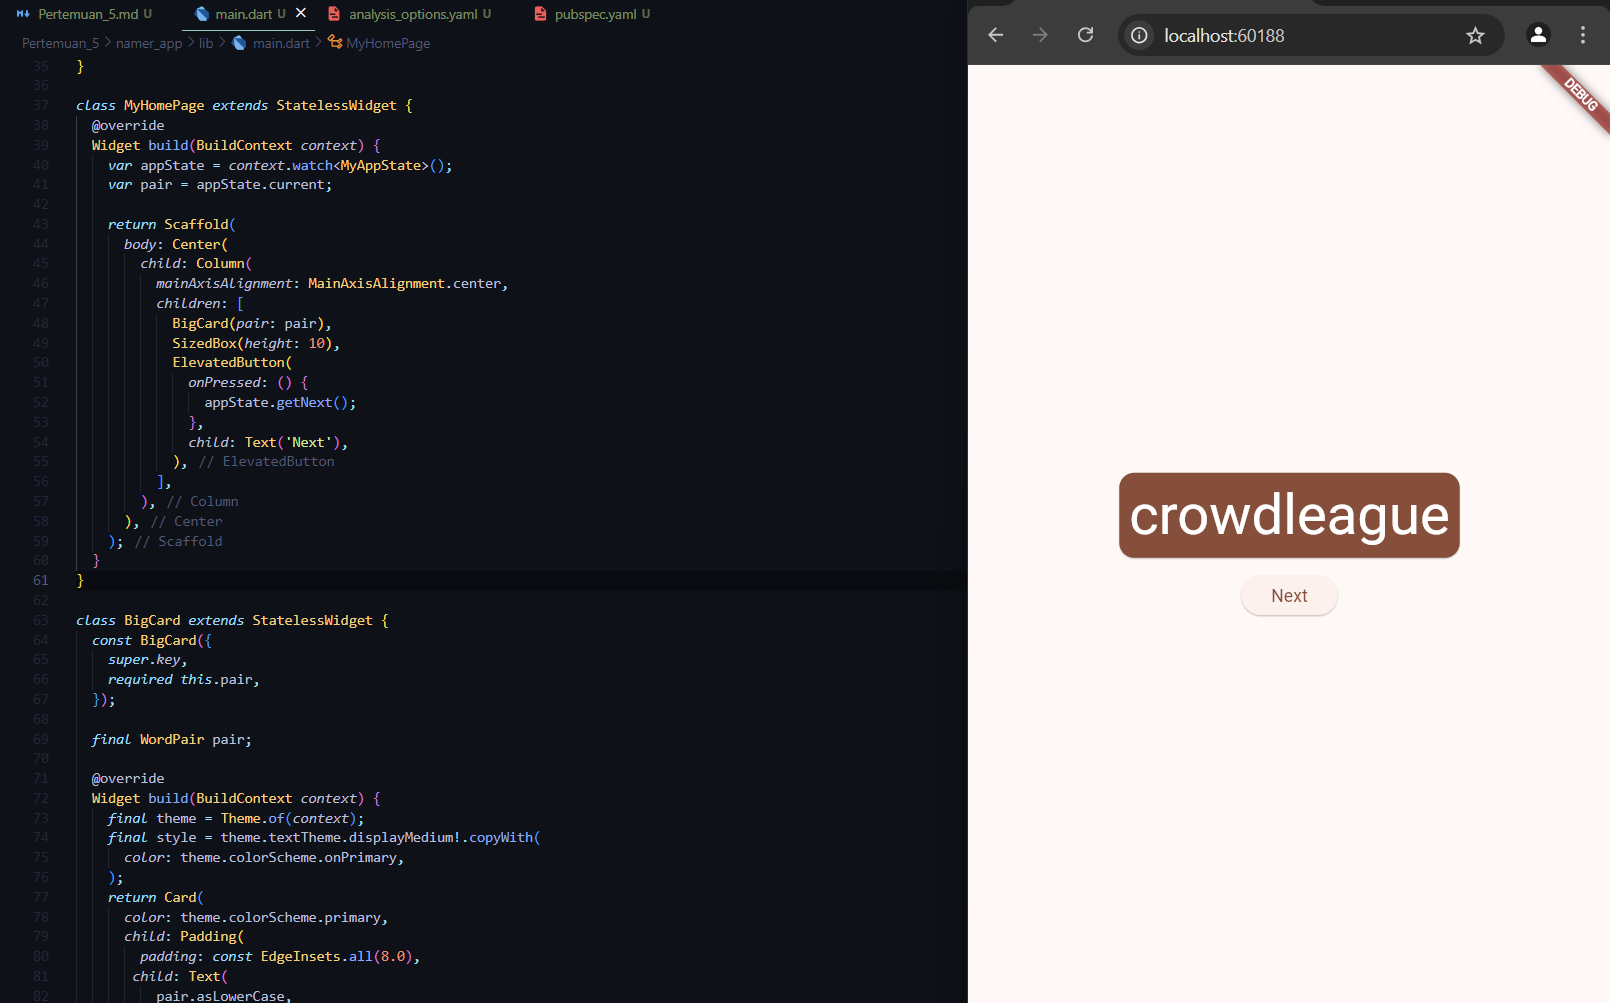 Pertemuan_5.md U
main.dart U
analysis_options.yaml U
pubspec.yaml U
Pertemuan_5 > namer_app > lib > main.dart > MyHomePage
35 }
36
37 class MyHomePage extends StatelessWidget {
38 @override
39 Widget build(BuildContext context) {
40 var appState = context.watch<MyAppState>();
41 var pair = appState.current;
42
43 return Scaffold(
44 body: Center(
45 child: Column(
46 mainAxisAlignment: MainAxisAlignment.center,
47 children: [
48 BigCard(pair: pair),
49 SizedBox(height: 10),
50 ElevatedButton(
51 onPressed: () {
52 appState.getNext();
53 },
54 child: Text('Next'),
55 ), // ElevatedButton
56 ],
57 ), // Column
58 ), // Center
59 ); // Scaffold
60 }
61 }
62
63 class BigCard extends StatelessWidget {
64 const BigCard({
65 super.key,
66 required this.pair,
67 });
68
69 final WordPair pair;
70
71 @override
72 Widget build(BuildContext context) {
73 final theme = Theme.of(context);
74 final style = theme.textTheme.displayMedium!.copyWith(
75 color: theme.colorScheme.onPrimary,
76 );
77 return Card(
78 color: theme.colorScheme.primary,
79 child: Padding(
80 padding: const EdgeInsets.all(8.0),
81 child: Text(
82 pair.asLowerCase,
localhost:60188
DEBUG
crowdleague
Next